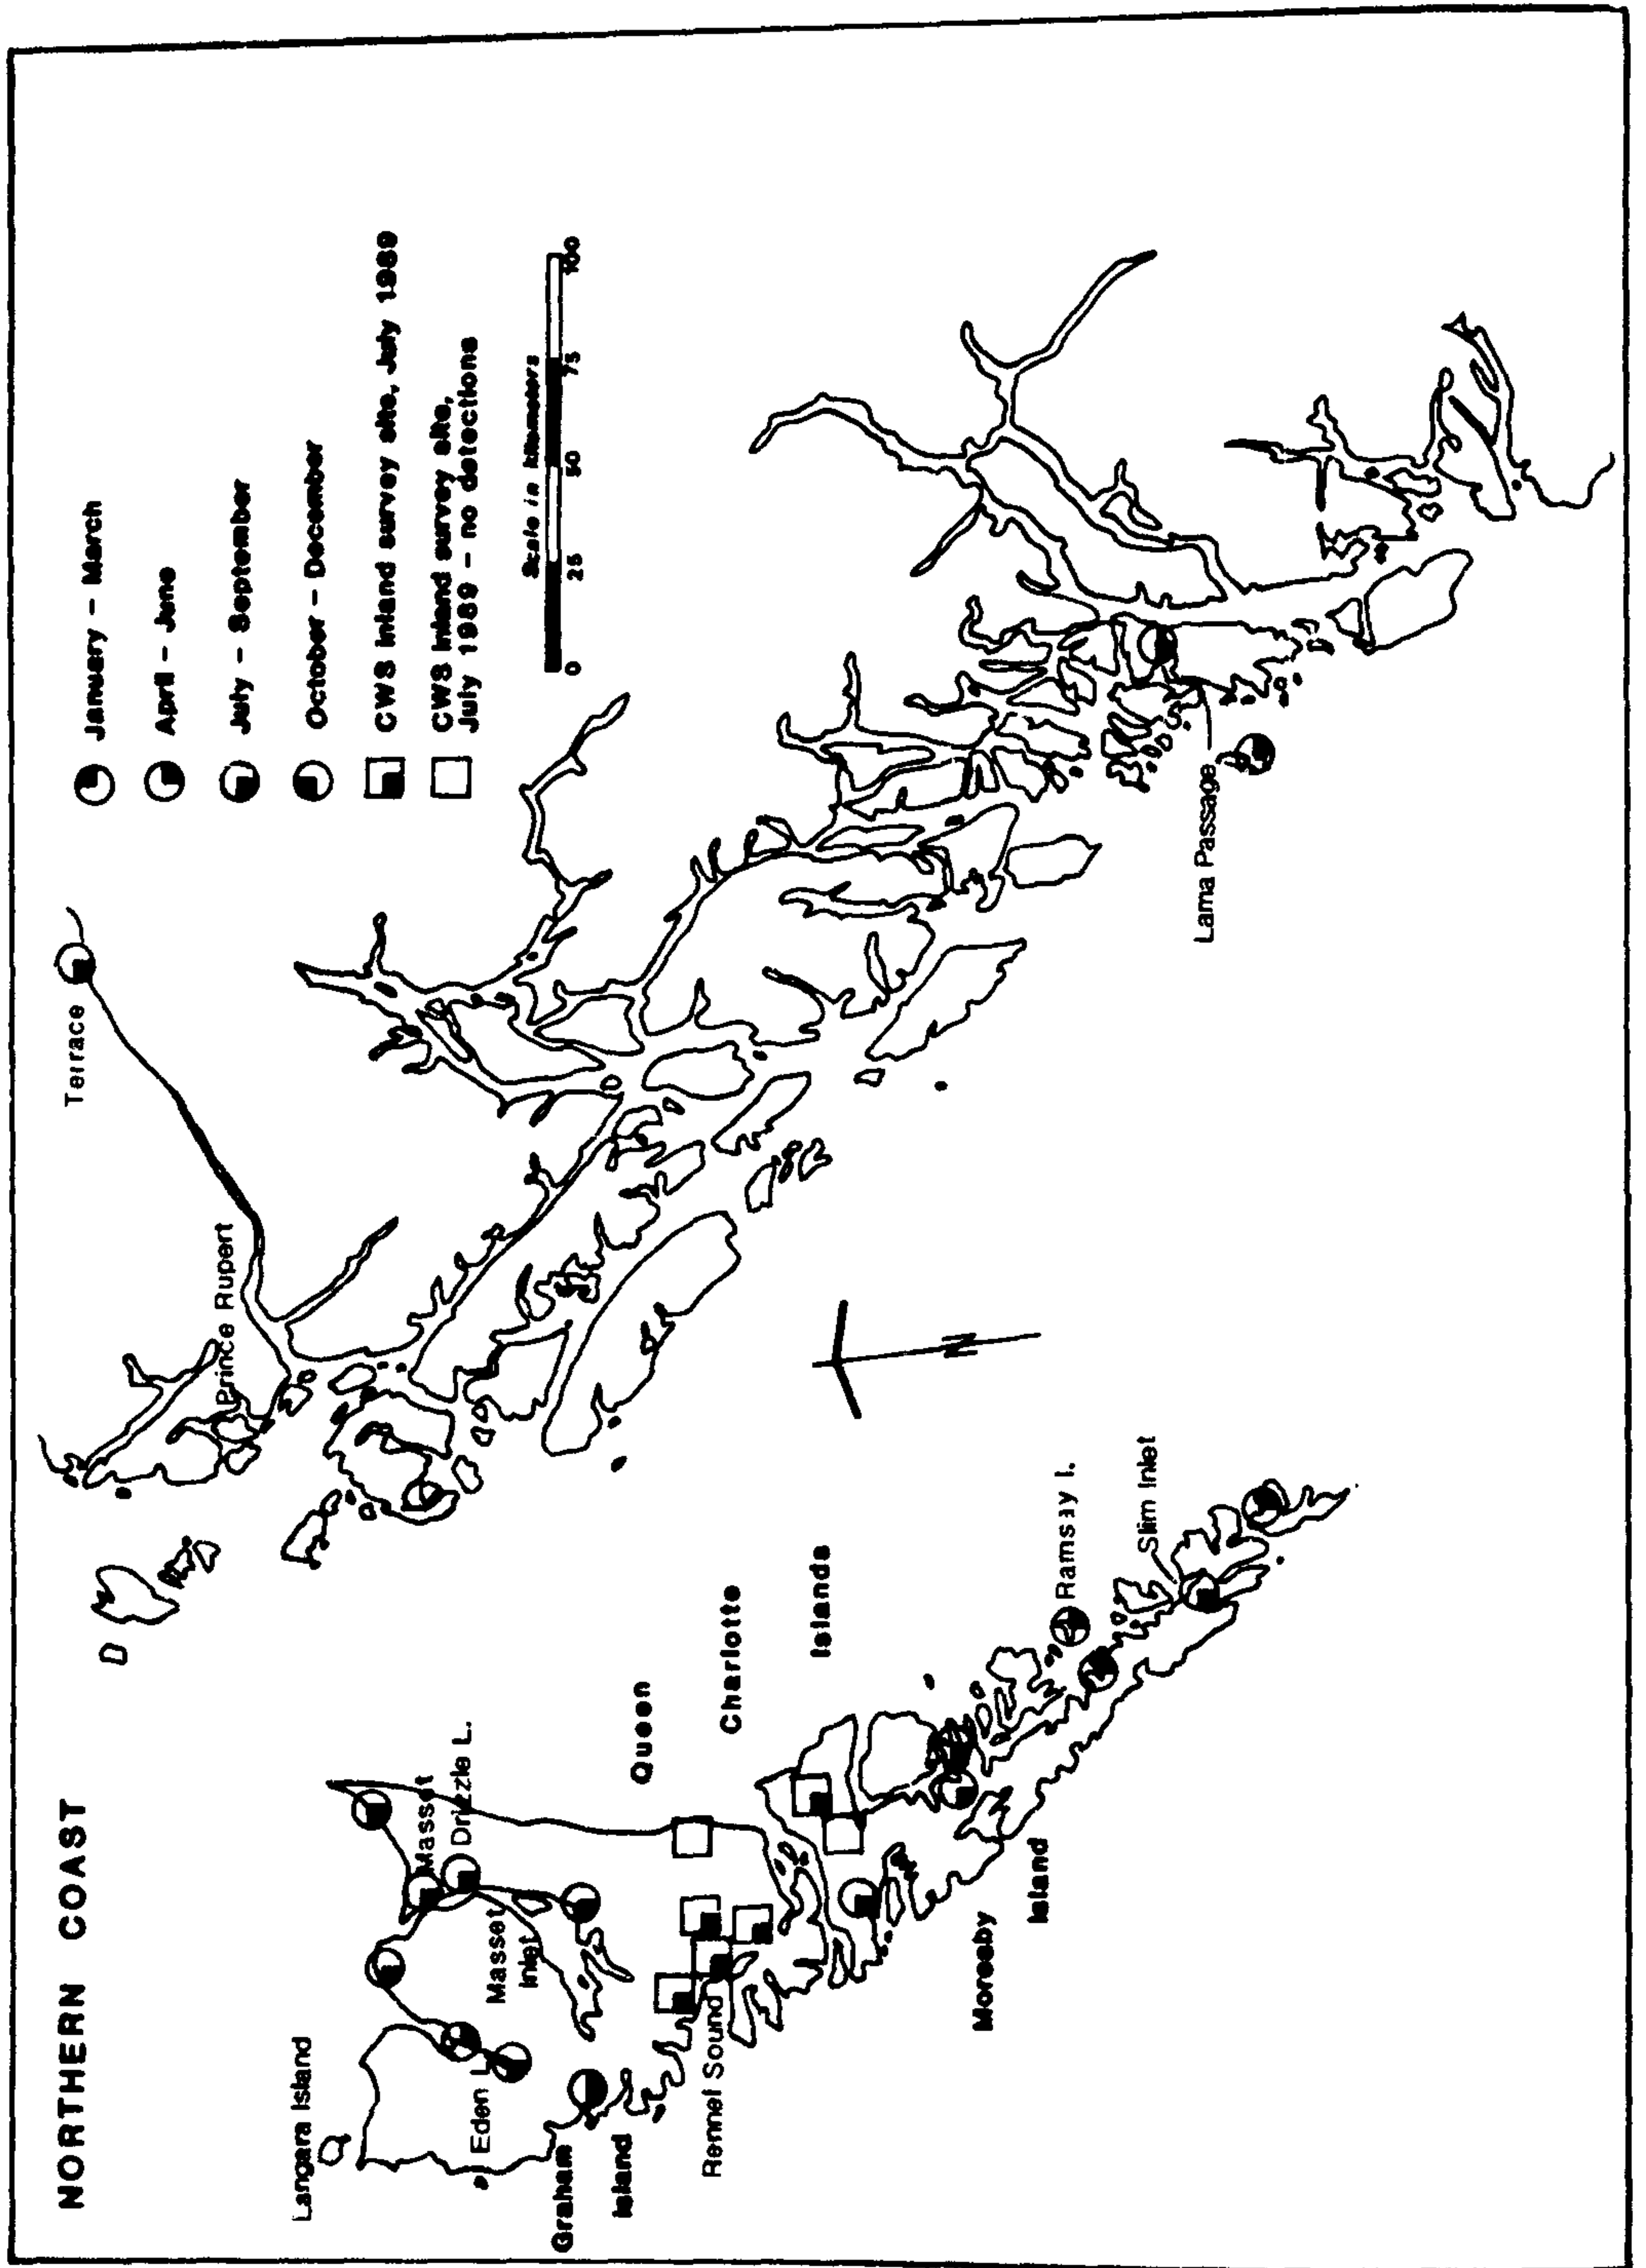 NORTHERN COAST
January – March
April – June
July – September
October – December
CWS inland survey site, July 1989
CWS inland survey site,
July 1989 – no detections
Scale in kilometers
0 25 50 75 100
Terrace
Prince Rupert
D
Langara Island
Masset
Drizzle L.
Masset
Inlet
Eden L.
Graham
Island
Rennel Sound
Queen
Charlotte
Islands
Moresby
Island
Ramsay I.
Slim Inlet
Lama Passage
N